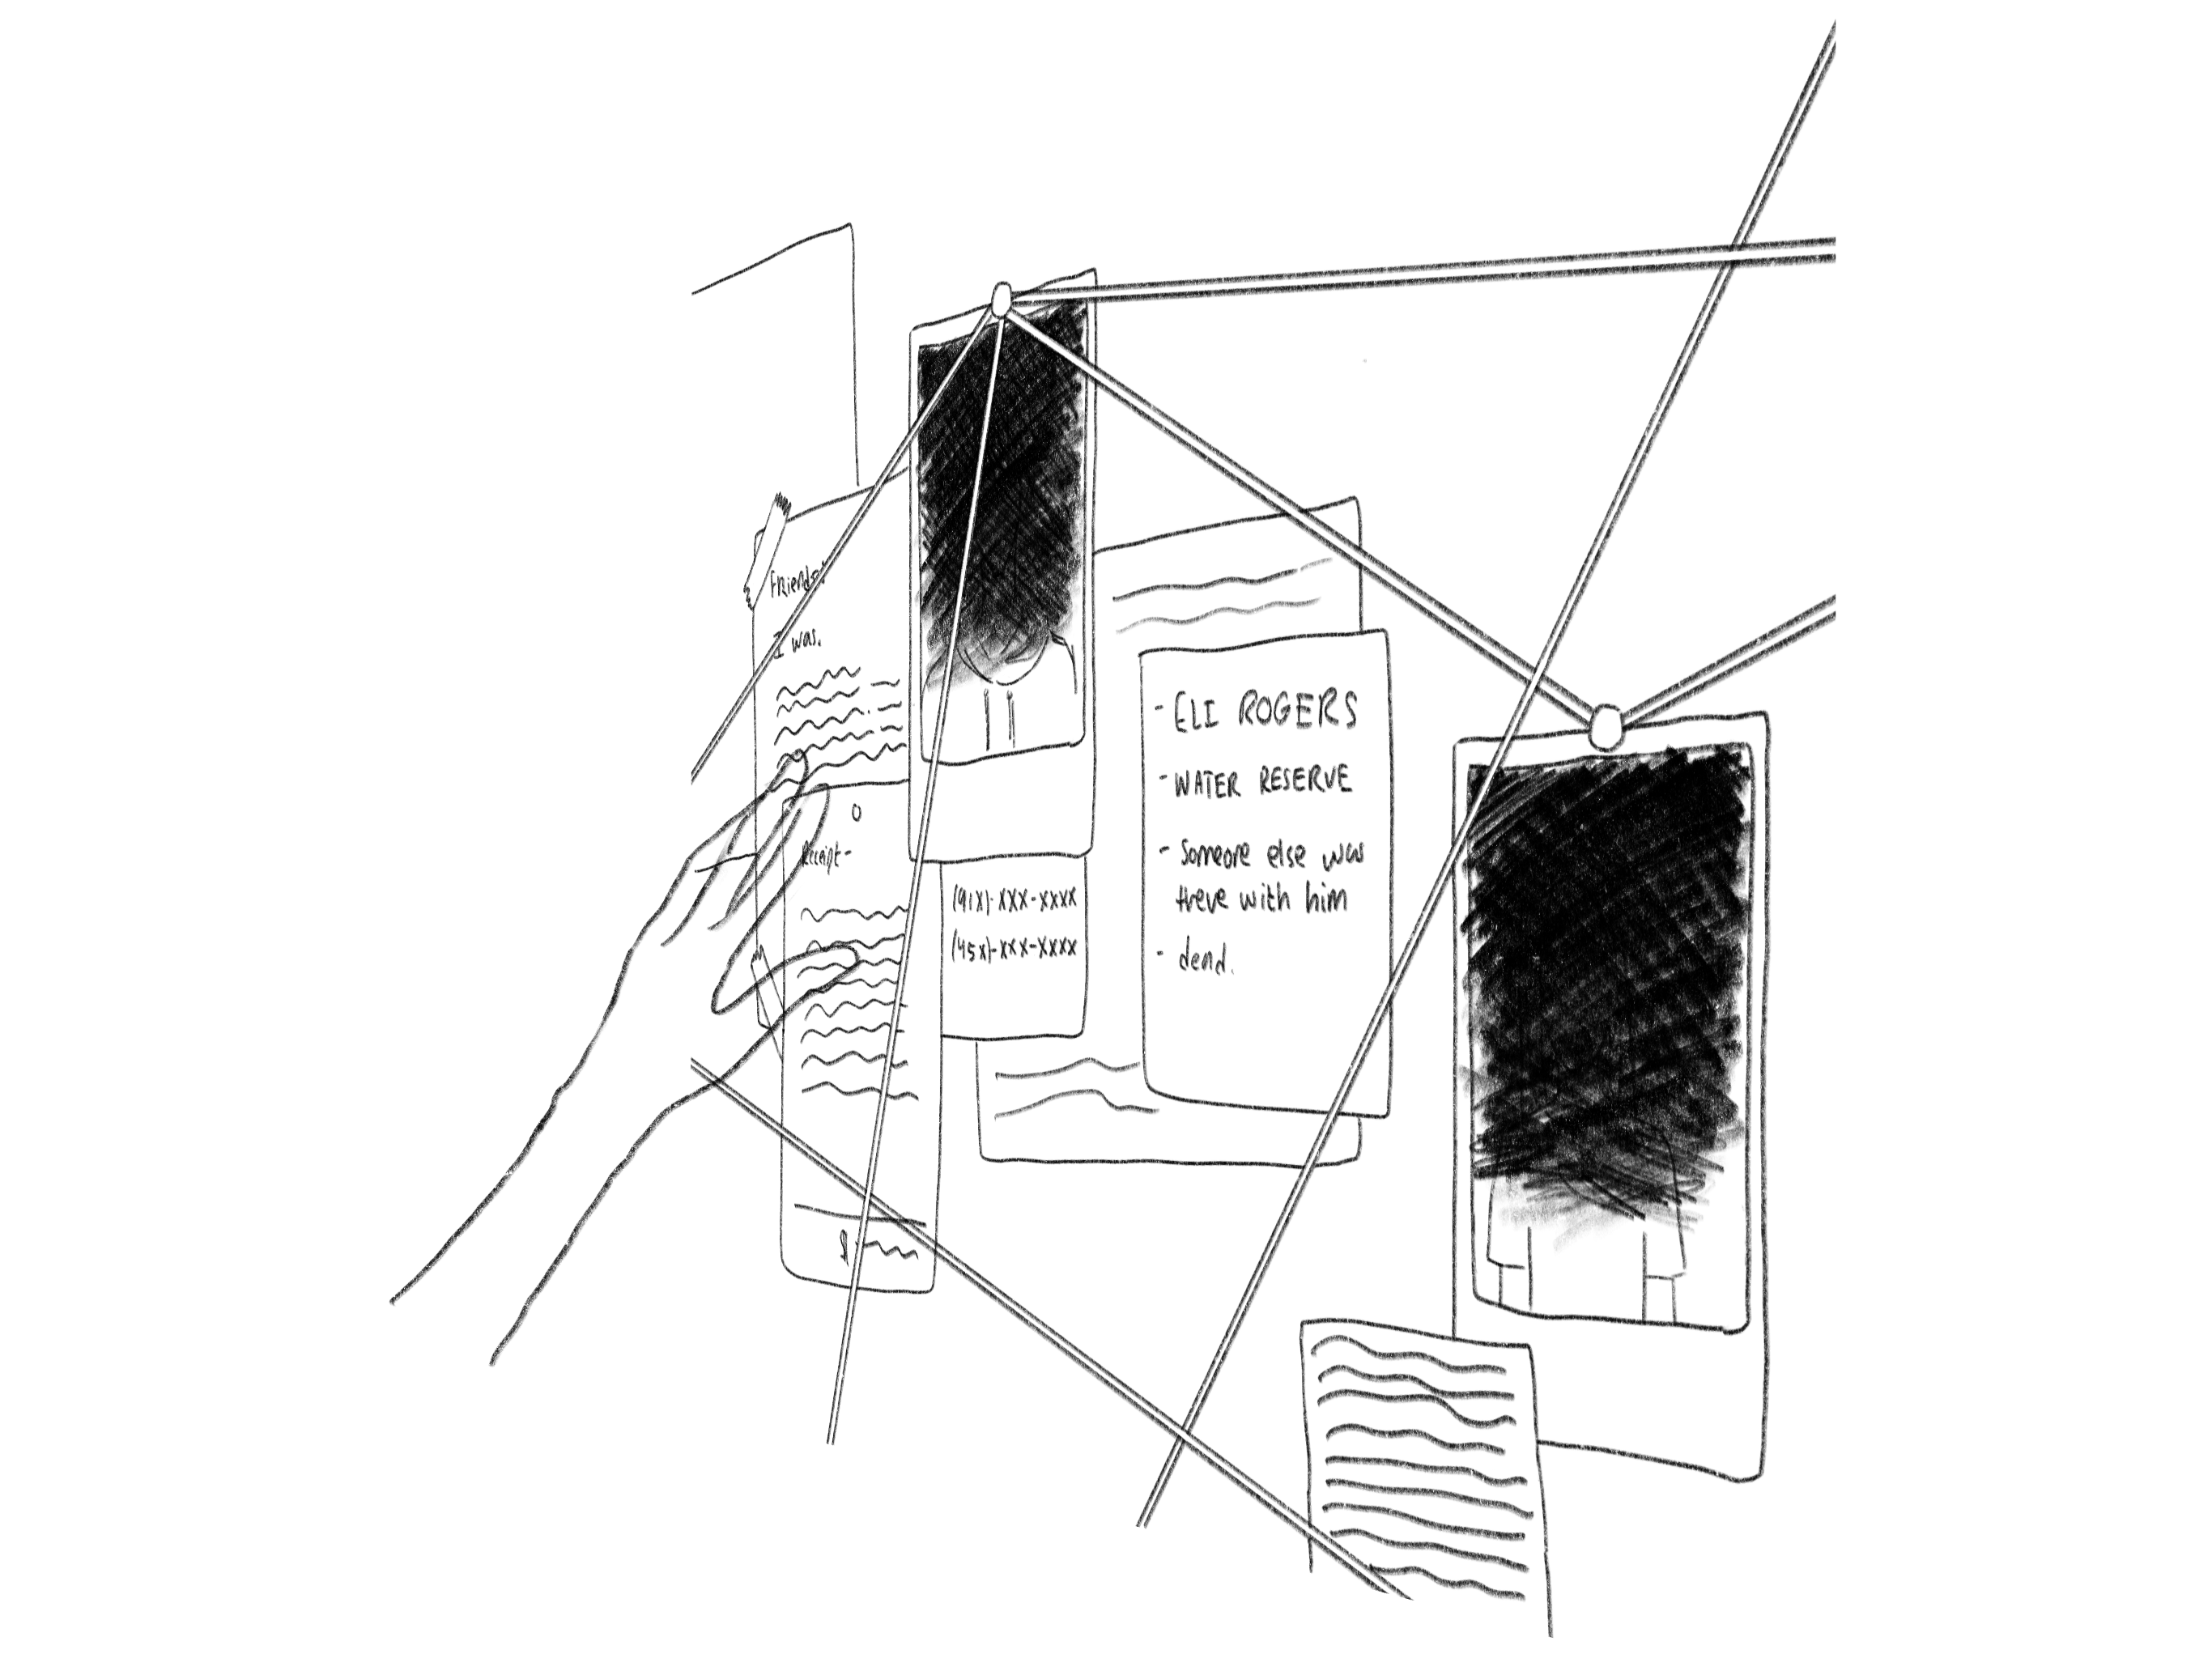 Friends!
I was.
Receipt-
$
(91X)-XXX-XXXX
(45X)-XXX-XXXX
- ELI ROGERS
- WATER RESERVE
- Someone else was
there with him
- dead.